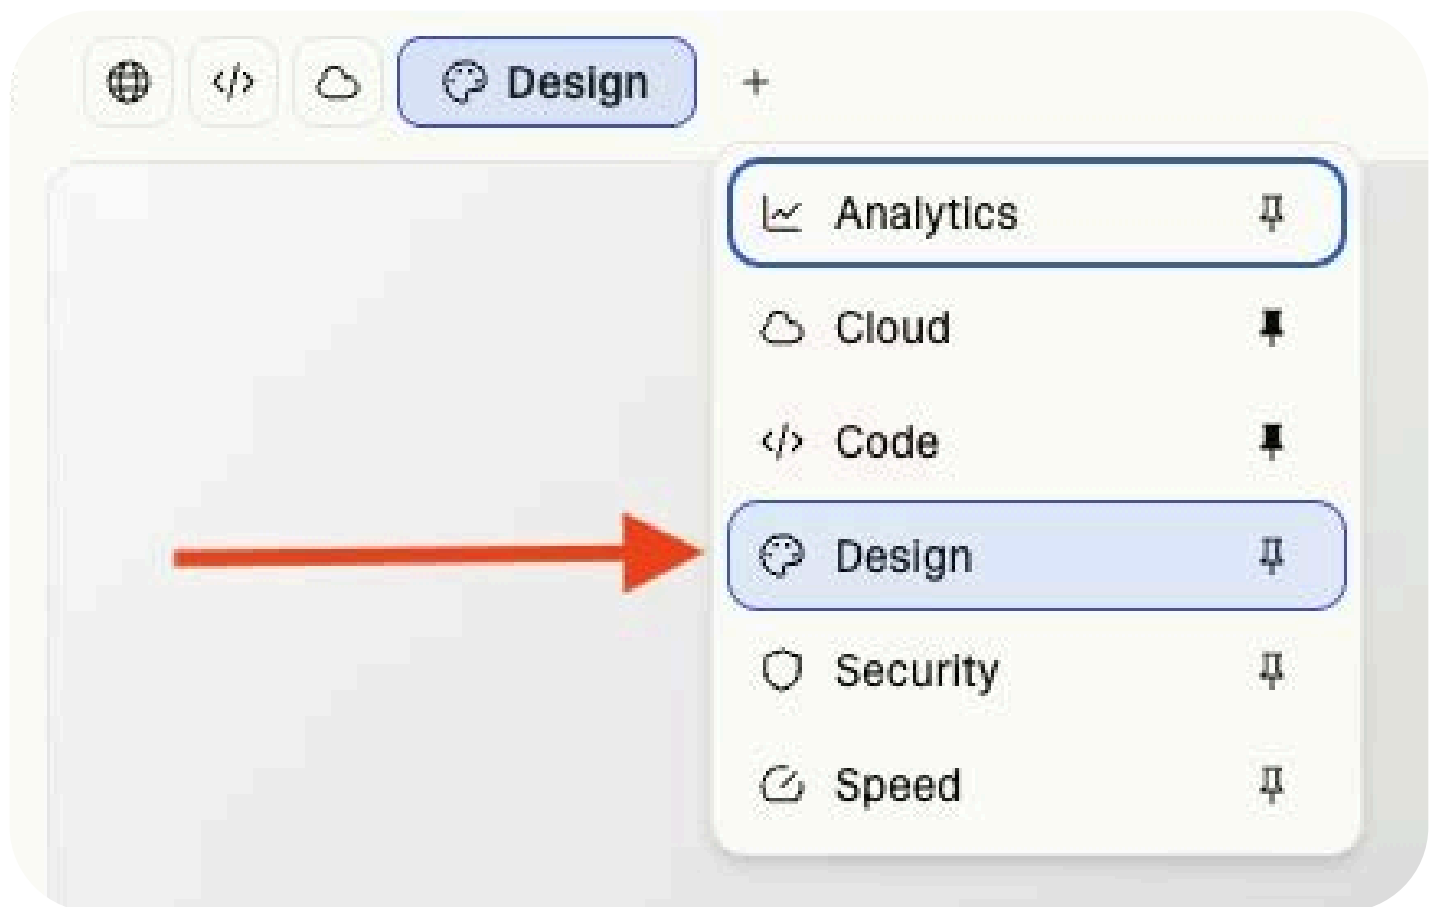 Design
Analytics
Cloud
Code
Design
Security
Speed